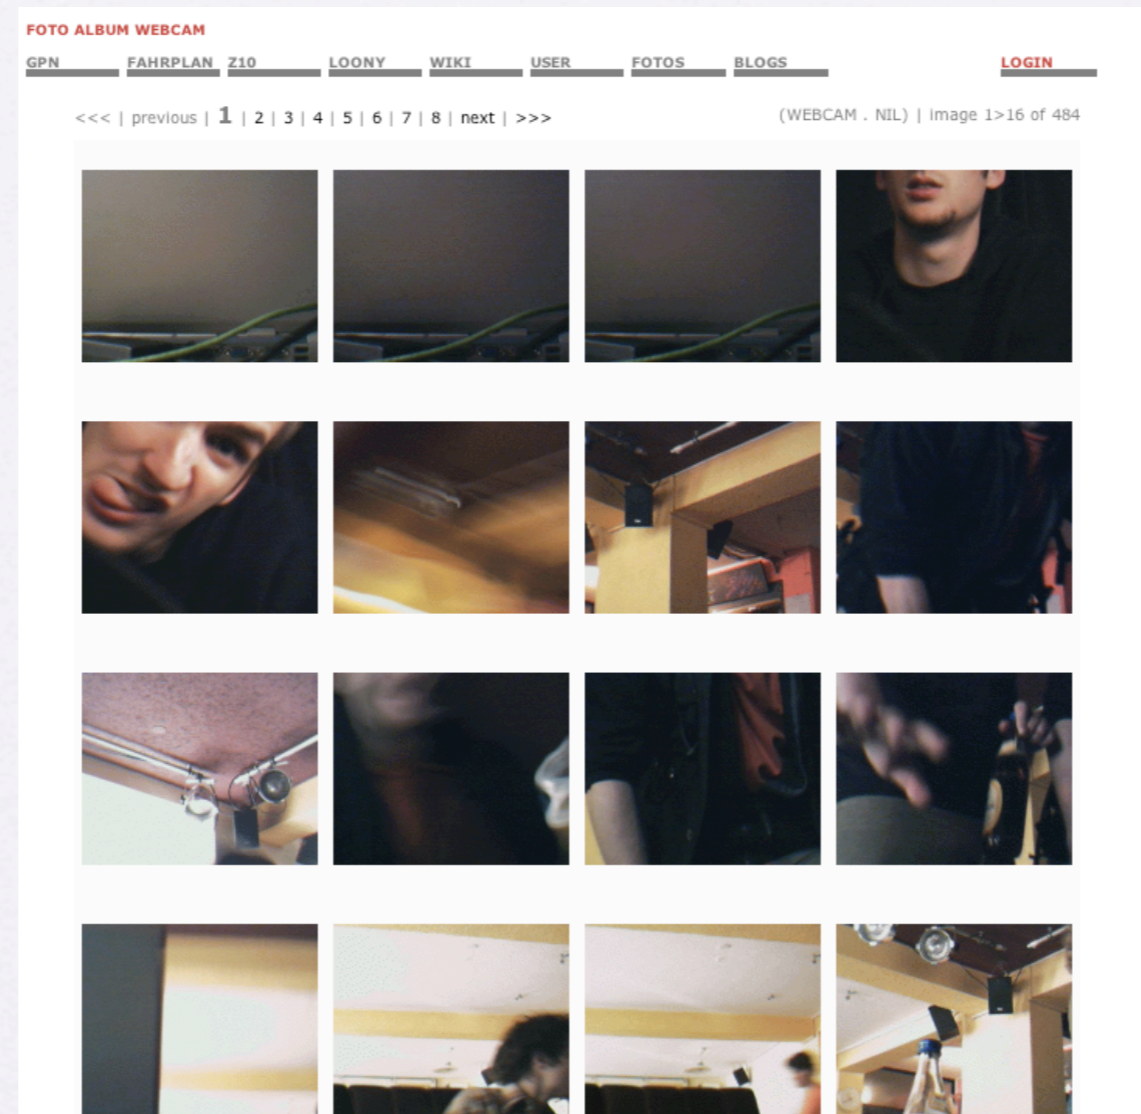 FOTO ALBUM WEBCAM
GPN FAHRPLAN Z10 LOONY WIKI USER FOTOS BLOGS LOGIN
<<< | previous | 1 | 2 | 3 | 4 | 5 | 6 | 7 | 8 | next | >>> (WEBCAM . NIL) | image 1>16 of 484